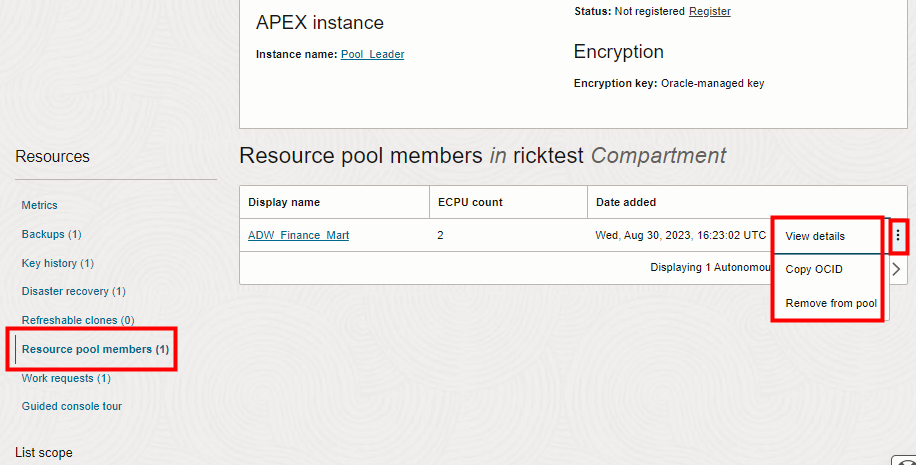 APEX instance
Instance name: Pool_Leader
Status: Not registered Register
Encryption
Encryption key: Oracle-managed key
Resources
Metrics
Backups (1)
Key history (1)
Disaster recovery (1)
Refreshable clones (0)
Resource pool members (1)
Work requests (1)
Guided console tour
List scope
Resource pool members in ricktest Compartment
Display name ECPU count Date added
ADW_Finance_Mart 2 Wed, Aug 30, 2023, 16:23:02 UTC
Displaying 1 Autonomou
View details
Copy OCID
Remove from pool